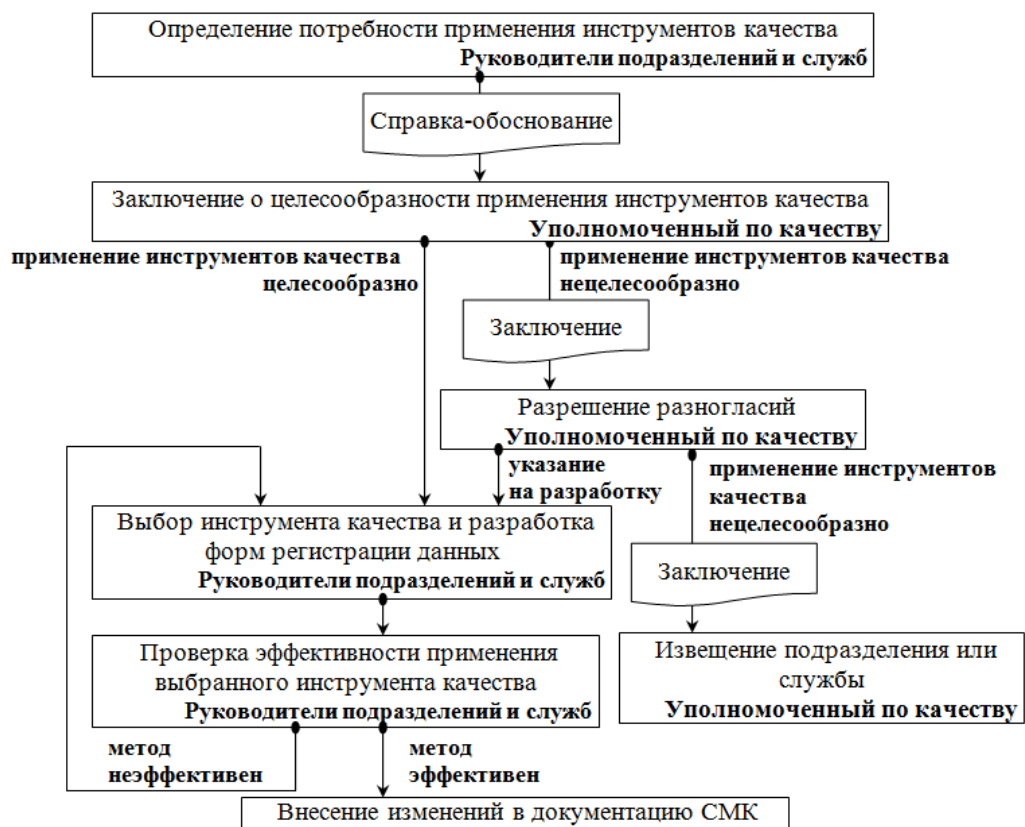 Определение потребности применения инструментов качества
Руководители подразделений и служб
Справка-обоснование
Заключение о целесообразности применения инструментов качества
Уполномоченный по качеству
применение инструментов качества
целесообразно
применение инструментов качества
нецелесообразно
Заключение
Разрешение разногласий
Уполномоченный по качеству
указание
на разработку
применение инструментов
качества
нецелесообразно
Выбор инструмента качества и разработка
форм регистрации данных
Руководители подразделений и служб
Заключение
Проверка эффективности применения
выбранного инструмента качества
Руководители подразделений и служб
Извещение подразделения или
службы
Уполномоченный по качеству
метод
неэффективен
метод
эффективен
Внесение изменений в документацию СМК